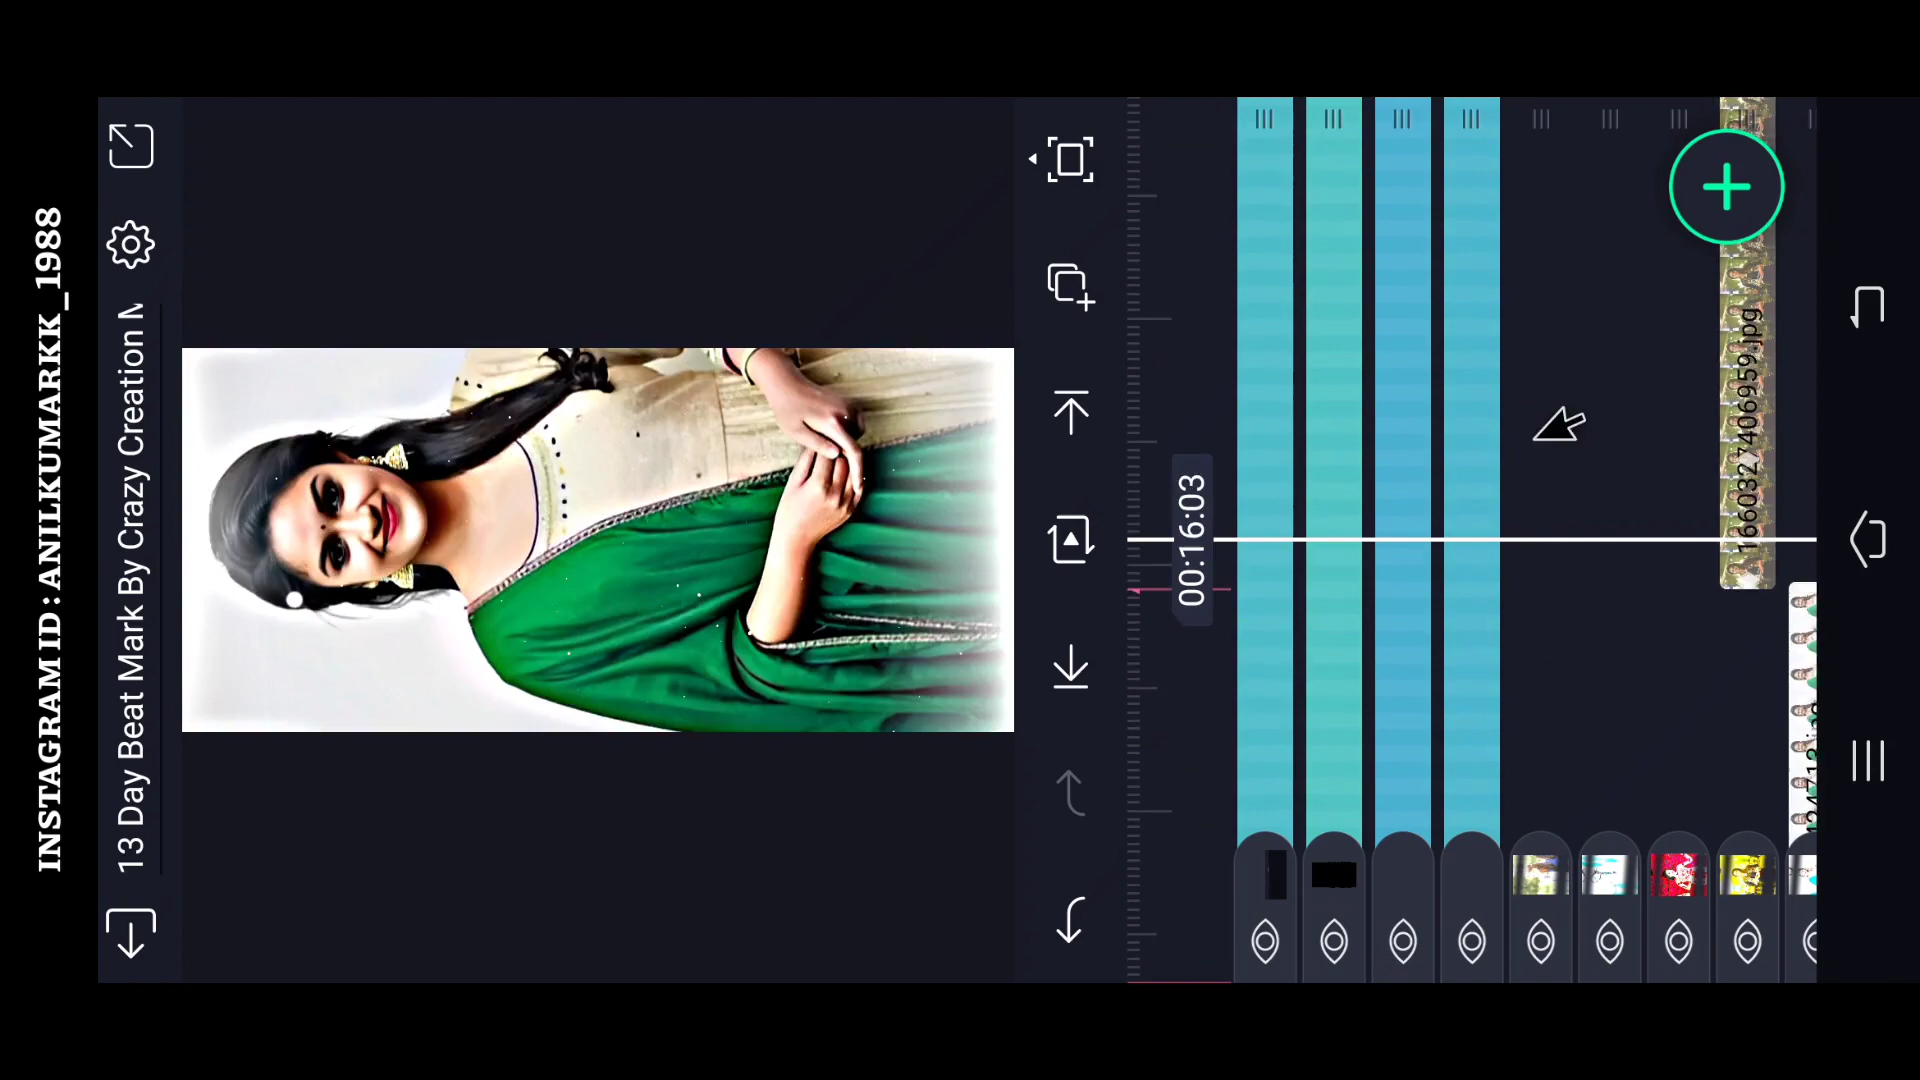 INSTAGRAM ID : ANILKUMARKK_1988
13 Day Beat Mark By Crazy Creation
00:16:03
1660327406959.jpg